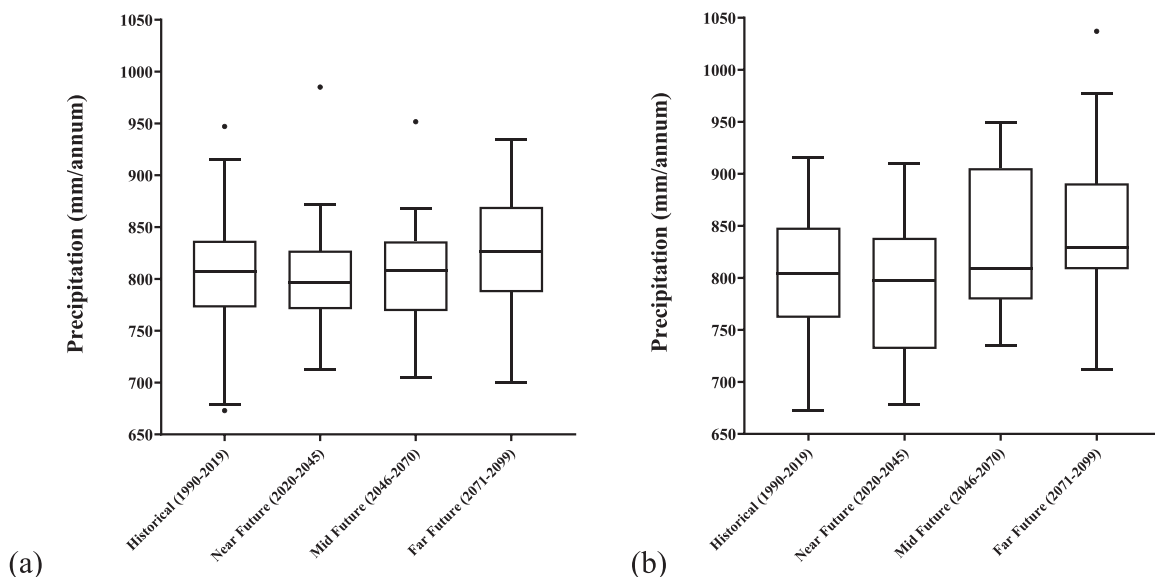 Precipitation (mm/annum)
1050
1000
950
900
850
800
750
700
650
Historical (1990-2019)
Near Future (2020-2045)
Mid Future (2046-2070)
Far Future (2071-2099)
(a)
Precipitation (mm/annum)
1050
1000
950
900
850
800
750
700
650
Historical (1990-2019)
Near Future (2020-2045)
Mid Future (2046-2070)
Far Future (2071-2099)
(b)